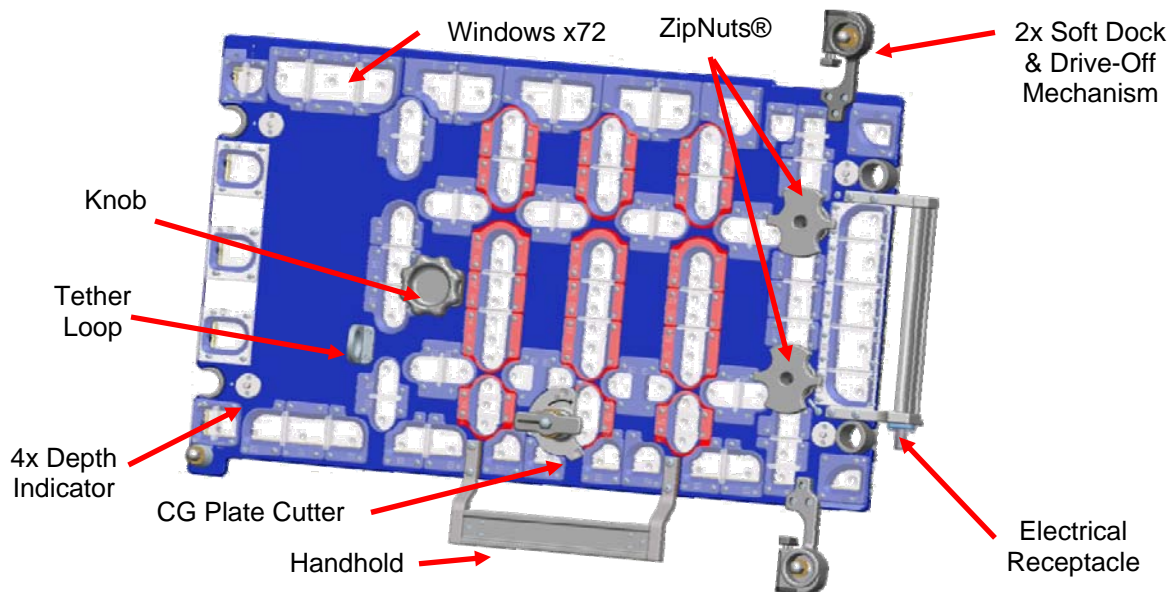 Windows x72
ZipNuts®
2x Soft Dock
& Drive-Off
Mechanism
Knob
Tether
Loop
4x Depth
Indicator
CG Plate Cutter
Handhold
Electrical
Receptacle